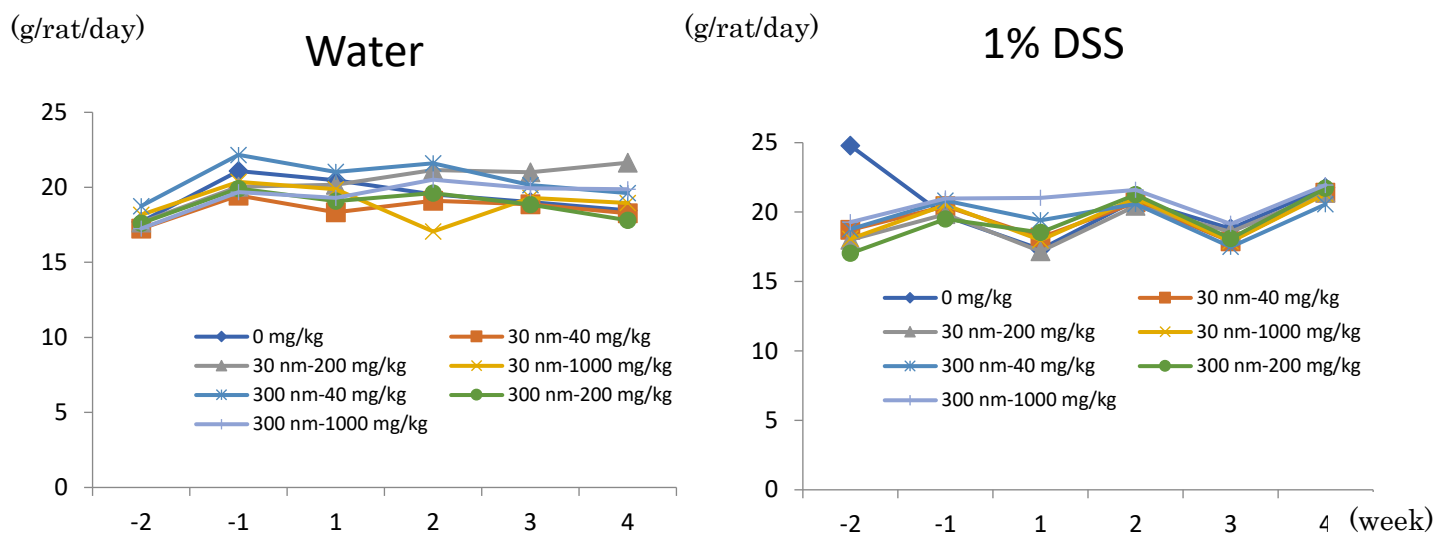 (g/rat/day)
Water
25
20
15
10
5
0
-2 -1 1 2 3 4
0 mg/kg 30 nm-40 mg/kg
30 nm-200 mg/kg 30 nm-1000 mg/kg
300 nm-40 mg/kg 300 nm-200 mg/kg
300 nm-1000 mg/kg
(g/rat/day)
1% DSS
25
20
15
10
5
0
-2 -1 1 2 3 4 (week)
0 mg/kg 30 nm-40 mg/kg
30 nm-200 mg/kg 30 nm-1000 mg/kg
300 nm-40 mg/kg 300 nm-200 mg/kg
300 nm-1000 mg/kg